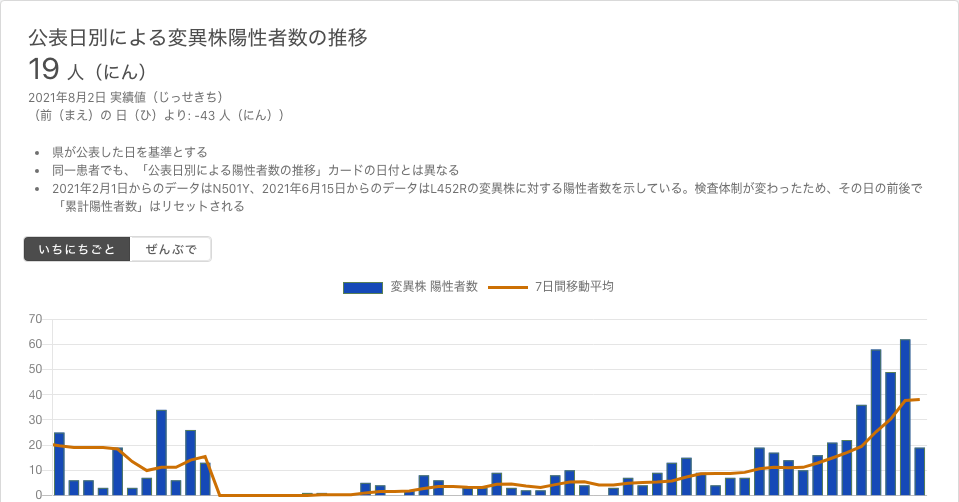 公表日別による変異株陽性者数の推移
19 人（にん）
2021年8月2日 実績値（じっせきち）
（前（まえ）の 日（ひ）より: -43 人（にん））
• 県が公表した日を基準とする
• 同一患者でも、「公表日別による陽性者数の推移」カードの日付とは異なる
• 2021年2月1日からのデータはN501Y、2021年6月15日からのデータはL452Rの変異株に対する陽性者数を示している。検査体制が変わったため、その日の前後で
「累計陽性者数」はリセットされる
いちにちごと ぜんぶで
変異株 陽性者数 7日間移動平均
70
60
50
40
30
20
10
0